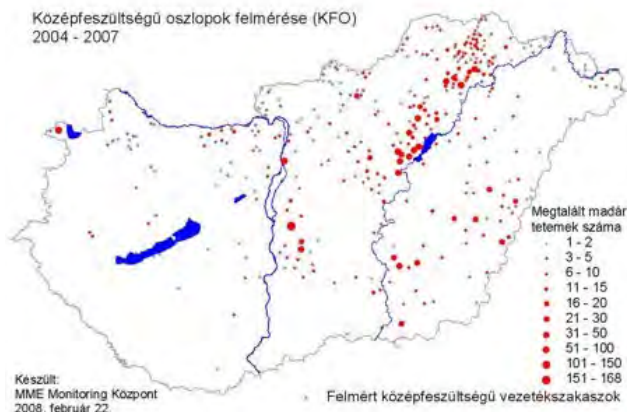 Középfeszültségű oszlopok felmérése (KFO)
2004 - 2007
Megtalált madár
tetemek száma
1 - 2
3 - 5
6 - 10
11 - 15
16 - 20
21 - 30
31 - 50
51 - 100
101 - 150
151 - 168
Készült:
MME Monitoring Központ
2008. február 22.
Felmért középfeszültségű vezetékszakaszok